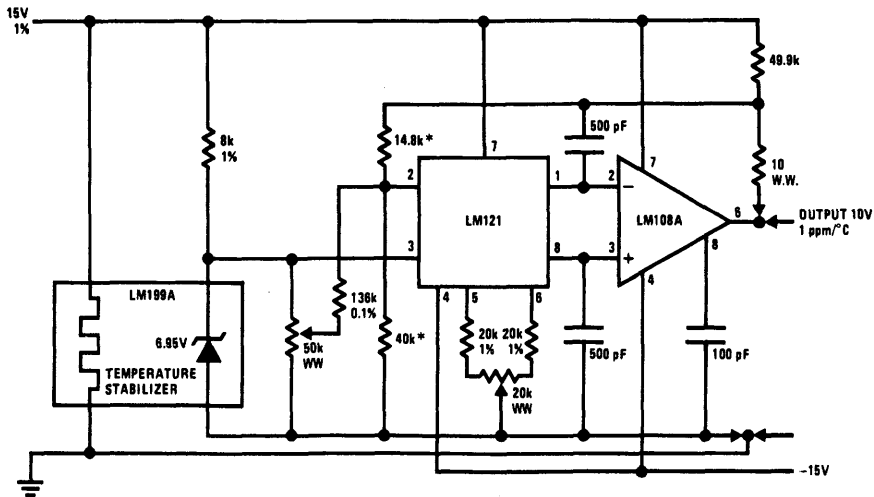 15V
1%
49.9k
8k
1%
14.8k*
500 pF
7
7
10
W.W.
2
1
2
−
LM121
LM108A
6
OUTPUT 10V
1 ppm/°C
3
8
3
+
8
LM199A
4
5
6
4
136k
0.1%
6.95V
50k
WW
40k*
20k
1%
20k
1%
500 pF
100 pF
TEMPERATURE
STABILIZER
20k
WW
−15V